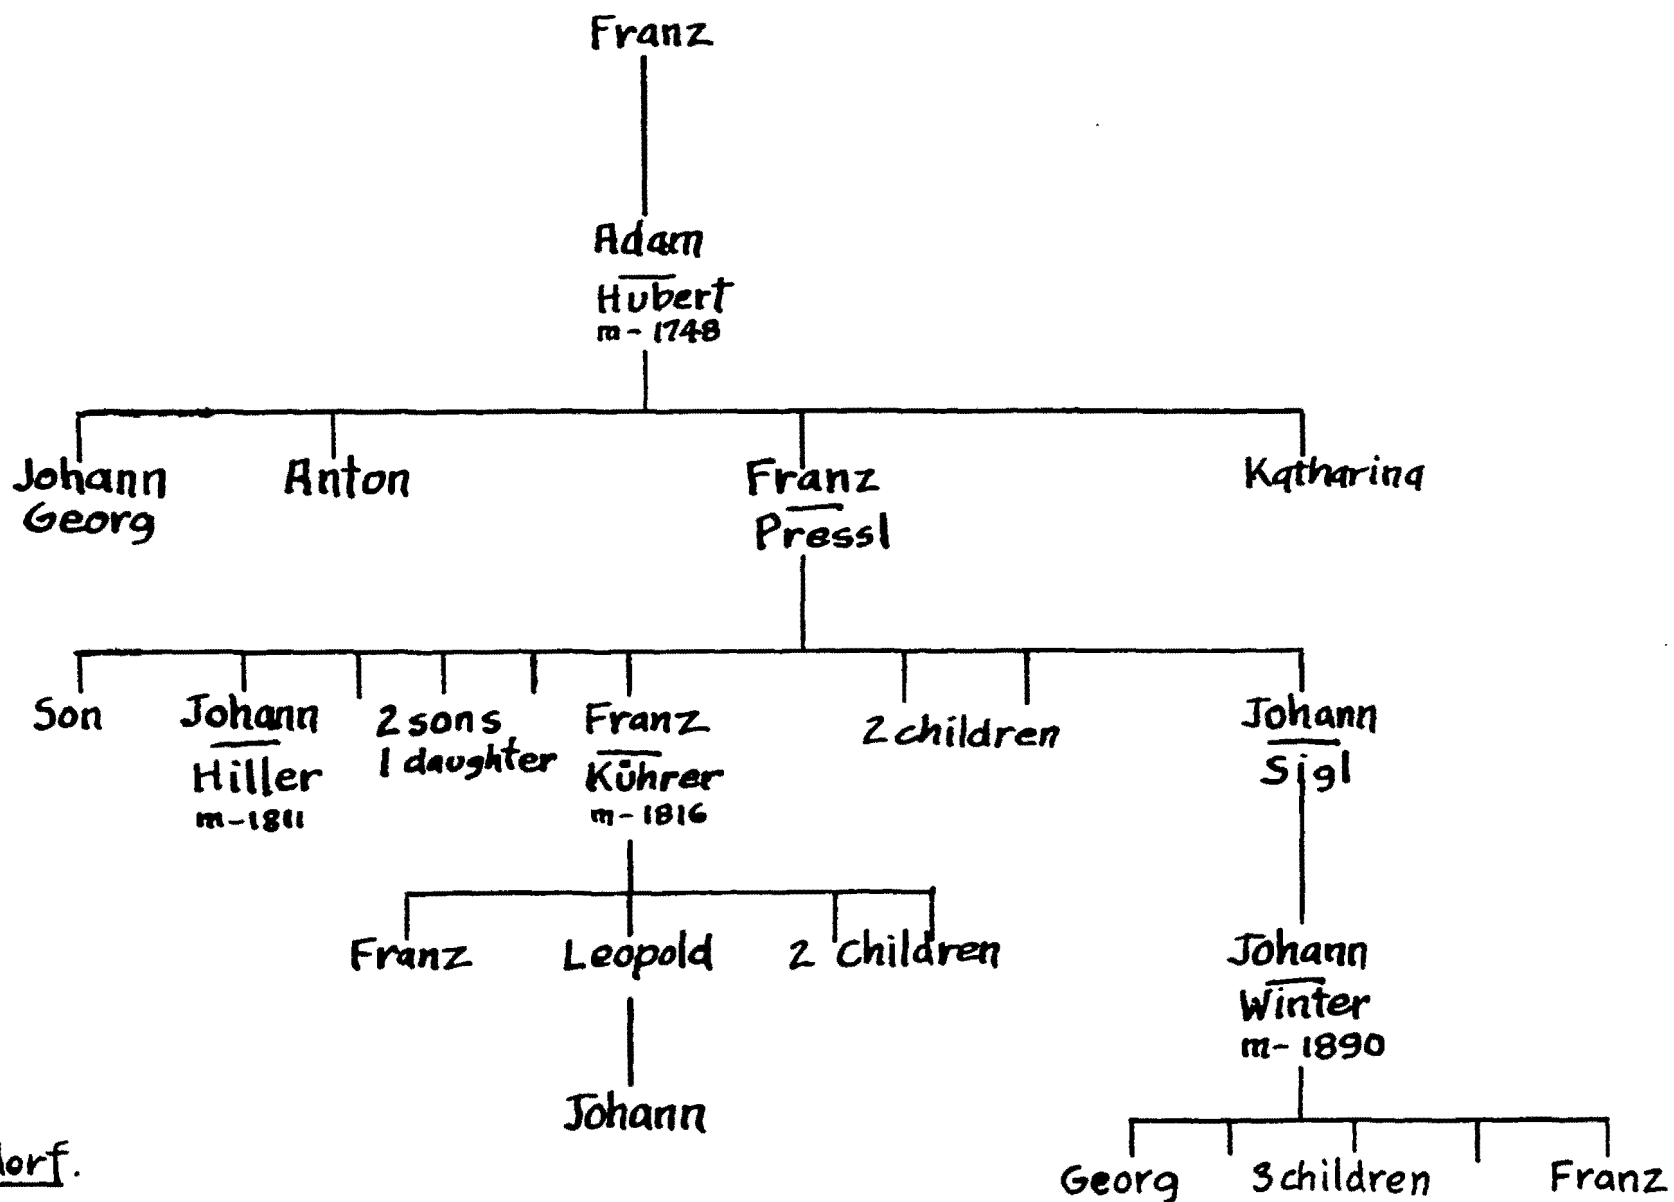 Franz
Adam
Hubert
m - 1748
Johann
Georg
Anton
Franz
Pressl
Katharina
Son
Johann
Hiller
m - 1811
2 sons
1 daughter
Franz
Kührer
m - 1816
2 children
Johann
Sigl
Franz
Leopold
2 Children
Johann
Winter
m - 1890
Johann
Georg
3 children
Franz
dorf.